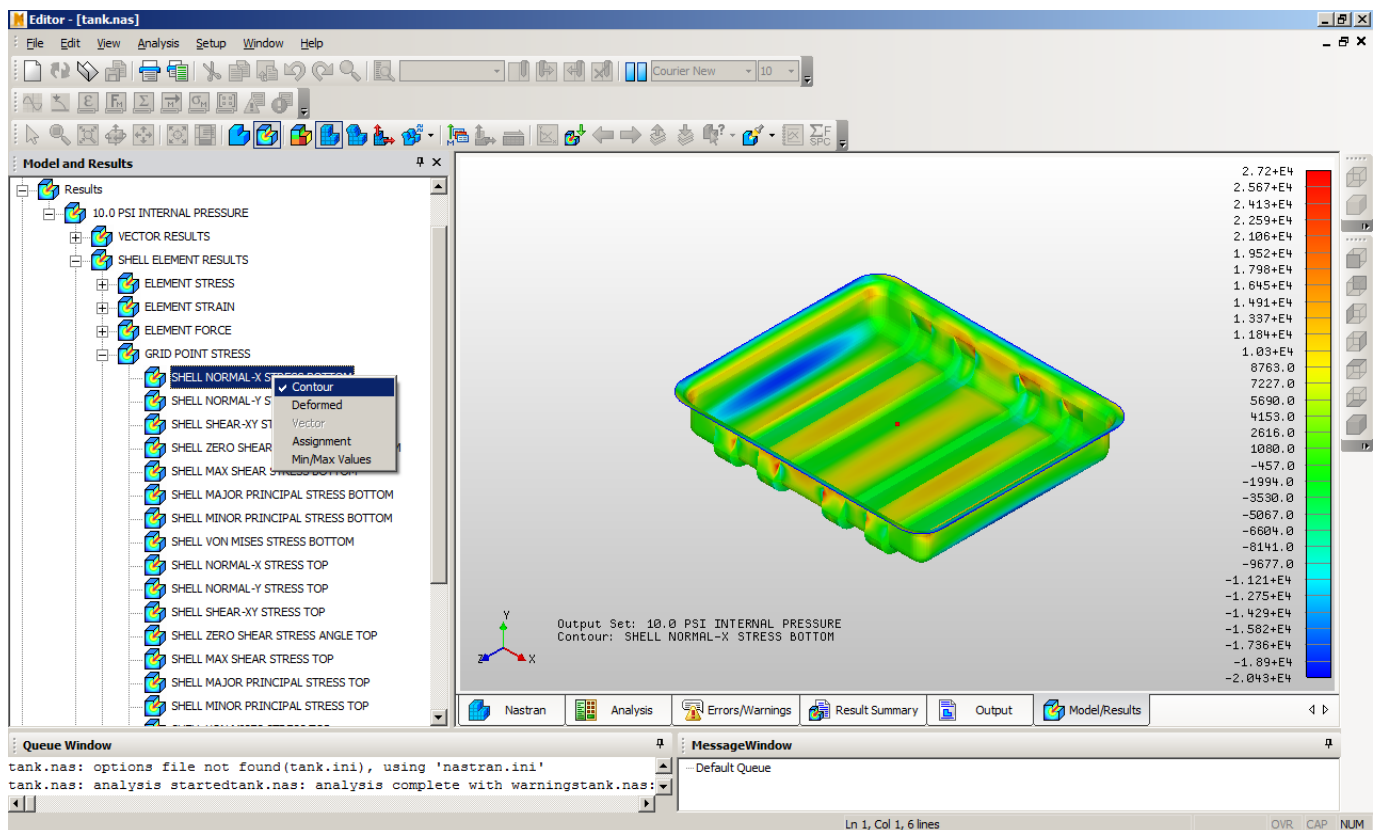 Editor - [tank.nas]
File Edit View Analysis Setup Window Help
Courier New 10
Model and Results
Results
10.0 PSI INTERNAL PRESSURE
VECTOR RESULTS
SHELL ELEMENT RESULTS
ELEMENT STRESS
ELEMENT STRAIN
ELEMENT FORCE
GRID POINT STRESS
SHELL NORMAL-X STRESS BOTTOM
SHELL NORMAL-Y S
SHELL SHEAR-XY ST
SHELL ZERO SHEAR
SHELL MAX SHEAR STRESS BOTTOM
SHELL MAJOR PRINCIPAL STRESS BOTTOM
SHELL MINOR PRINCIPAL STRESS BOTTOM
SHELL VON MISES STRESS BOTTOM
SHELL NORMAL-X STRESS TOP
SHELL NORMAL-Y STRESS TOP
SHELL SHEAR-XY STRESS TOP
SHELL ZERO SHEAR STRESS ANGLE TOP
SHELL MAX SHEAR STRESS TOP
SHELL MAJOR PRINCIPAL STRESS TOP
SHELL MINOR PRINCIPAL STRESS TOP
Contour
Deformed
Vector
Assignment
Min/Max Values
2.72+E4
2.567+E4
2.413+E4
2.259+E4
2.106+E4
1.952+E4
1.798+E4
1.645+E4
1.491+E4
1.337+E4
1.184+E4
1.03+E4
8763.0
7227.0
5690.0
4153.0
2616.0
1080.0
-457.0
-1994.0
-3530.0
-5067.0
-6604.0
-8141.0
-9677.0
-1.121+E4
-1.275+E4
-1.429+E4
-1.582+E4
-1.736+E4
-1.89+E4
-2.043+E4
Y
Z X
Output Set: 10.0 PSI INTERNAL PRESSURE
Contour: SHELL NORMAL-X STRESS BOTTOM
Nastran Analysis Errors/Warnings Result Summary Output Model/Results
Queue Window
tank.nas: options file not found(tank.ini), using 'nastran.ini'
tank.nas: analysis startedtank.nas: analysis complete with warningstank.nas:
MessageWindow
Default Queue
Ln 1, Col 1, 6 lines OVR CAP NUM